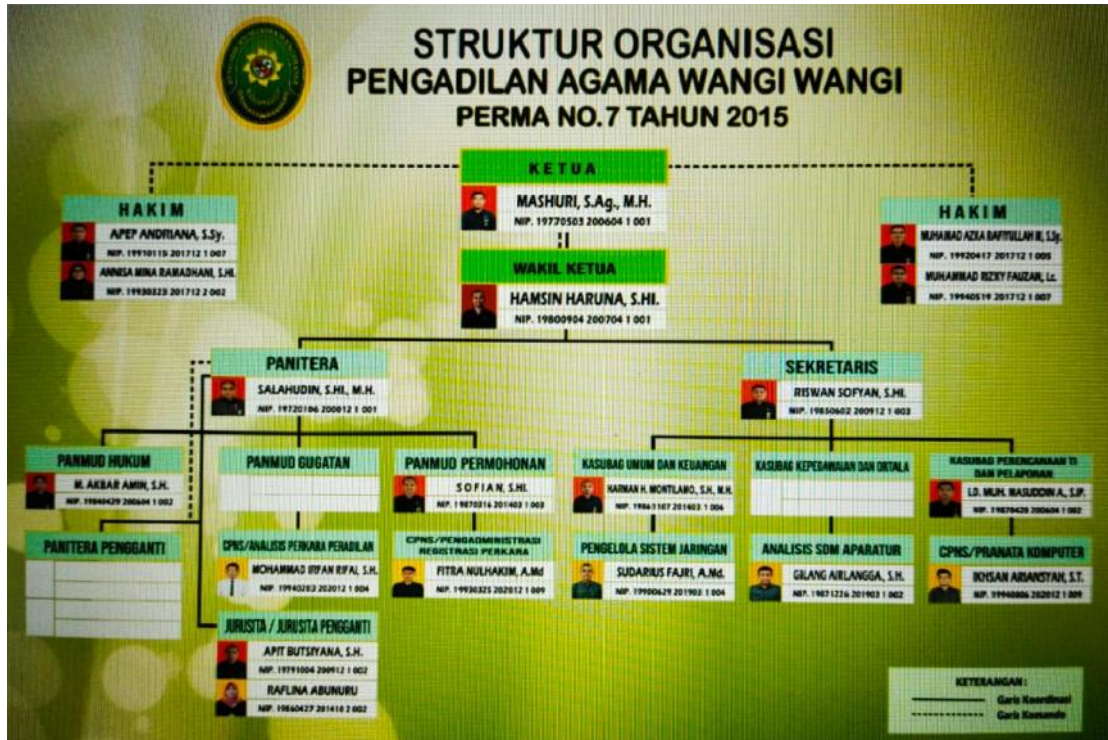 STRUKTUR ORGANISASI
PENGADILAN AGAMA WANGI WANGI
PERMA NO.7 TAHUN 2015
KETUA
MASHURI, S.Ag., M.H.
NIP. 19770503 200604 1 001
HAKIM
APEP ANDRIANA, S.Sy.
NIP. 19910115 201712 1 007
ANNISA MINA RAMADHANI, S.HI.
NIP. 19930323 201712 2 002
HAKIM
MUHAMAD AZKA RAFIYULLAH M, S.Sy.
NIP. 19920417 201712 1 005
MUHAMMAD RIZKY FAUZAN, Lc.
NIP. 19940519 201712 1 007
WAKIL KETUA
HAMSIN HARUNA, S.HI.
NIP. 19800904 200704 1 001
PANITERA
SALAHUDIN, S.HI., M.H.
NIP. 19720106 200012 1 001
SEKRETARIS
RISWAN SOFYAN, S.HI.
NIP. 19850602 200912 1 003
PANMUD HUKUM
M. AKBAR AMIN, S.H.
NIP. 19840429 200604 1 002
PANMUD GUGATAN
PANMUD PERMOHONAN
SOFIAN, S.HI.
NIP. 19870316 201403 1 003
KASUBAG UMUM DAN KEUANGAN
HARMAN H. MONTILAMO, S.H., M.H.
NIP. 19861107 201403 1 004
KASUBAG KEPEGAWAIAN DAN ORTALA
KASUBAG PERENCANAAN TI
DAN PELAPORAN
LD. MUH. MASUDDIN A., S.IP.
NIP. 19870420 200604 1 002
PANITERA PENGGANTI
CPNS/ANALISIS PERKARA PERADILAN
MOHAMMAD IRFAN RIFAI, S.H.
NIP. 19940203 202012 1 004
CPNS/PENGADMINISTRASI
REGISTRASI PERKARA
FITRA NULHAKIM, A.Md
NIP. 19930325 202012 1 009
PENGELOLA SISTEM JARINGAN
SUDARIUS FAJRI, A.Md.
NIP. 19900629 201903 1 004
ANALISIS SDM APARATUR
GILANG AIRLANGGA, S.H.
NIP. 19871226 201903 1 002
CPNS/PRANATA KOMPUTER
IKHSAN ARIANSYAH, S.T.
NIP. 19940806 202012 1 009
JURUSITA / JURUSITA PENGGANTI
APIT BUTSIYANA, S.H.
NIP. 19791004 200912 1 002
RAFLINA ABUNURU
NIP. 19860427 201410 2 002
KETERANGAN :
Garis Koordinasi
Garis Komando